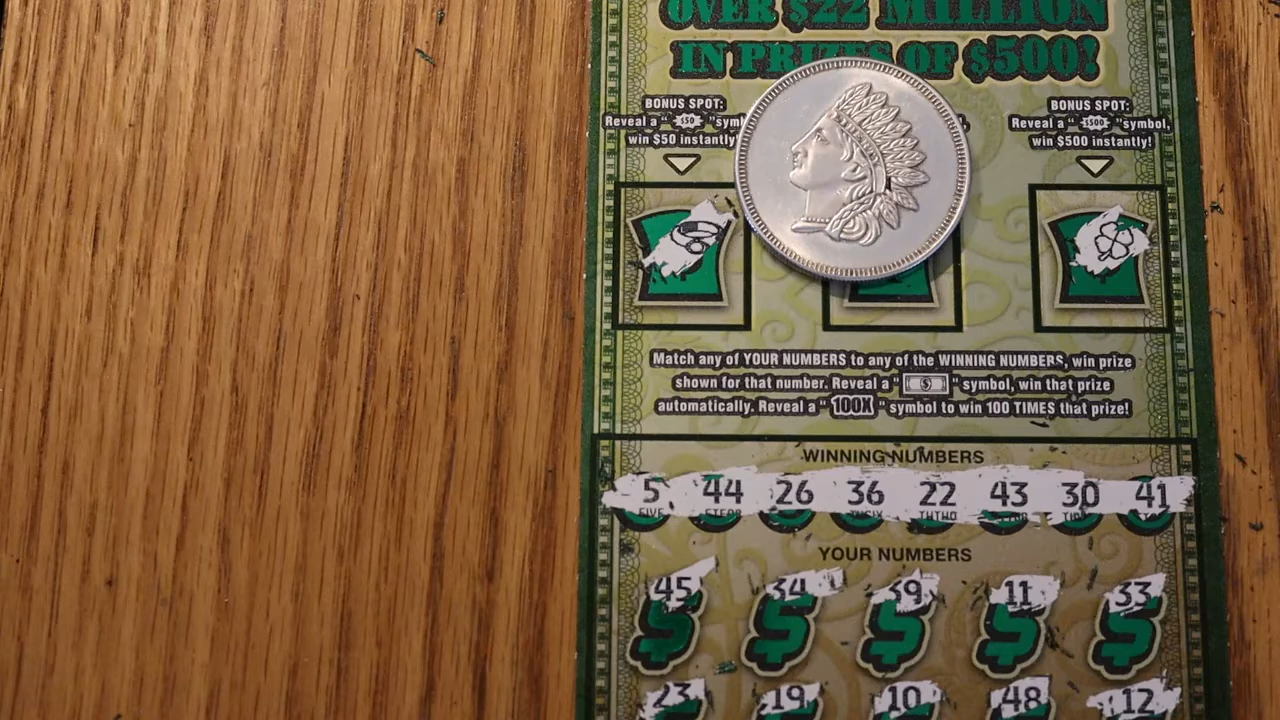 OVER $22 MILLION
IN PRIZES OF $500!
BONUS SPOT:
Reveal a " $50 "
win $50 instantly!
BONUS SPOT:
Reveal a " $500 " symbol,
win $500 instantly!
Match any of YOUR NUMBERS to any of the WINNING NUMBERS, win prize
shown for that number. Reveal a " $ " symbol, win that prize
automatically. Reveal a " 100X " symbol to win 100 TIMES that prize!
WINNING NUMBERS
5 44 26 36 22 43 30 41
FIVE
YOUR NUMBERS
45 34 39 11 33
$ $ $ $ $
23 19 10 48 12